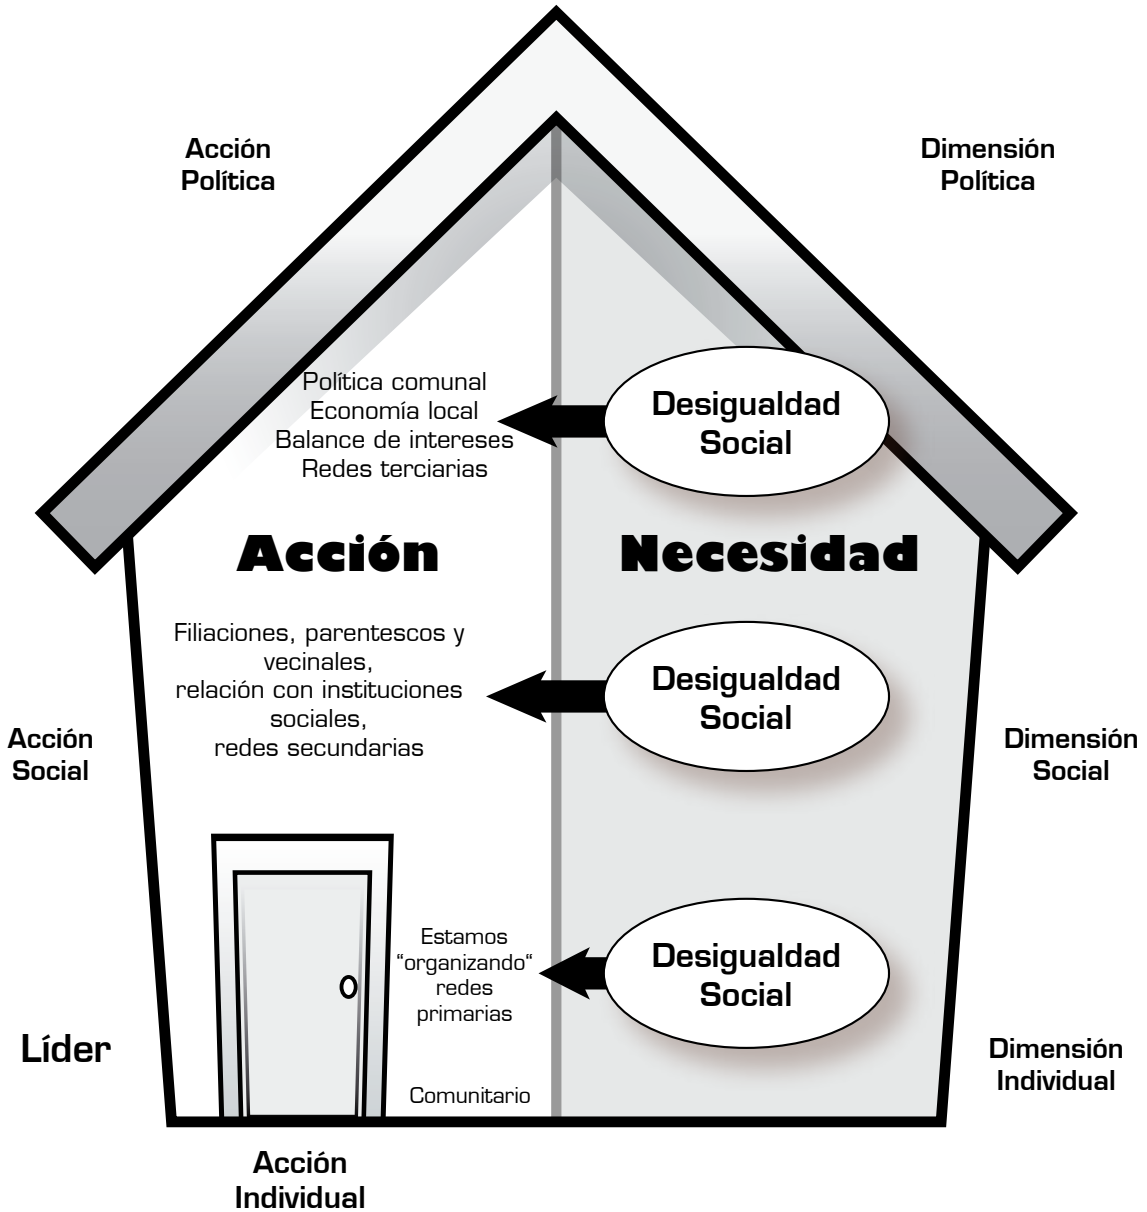 Acción
Política
Dimensión
Política
Política comunal
Economía local
Balance de intereses
Redes terciarias
Desigualdad
Social
Acción
Necesidad
Filiaciones, parentescos y
vecinales,
relación con instituciones
sociales,
redes secundarias
Desigualdad
Social
Acción
Social
Dimensión
Social
Estamos
“organizando“
redes
primarias
Desigualdad
Social
Líder
Dimensión
Individual
Comunitario
Acción
Individual